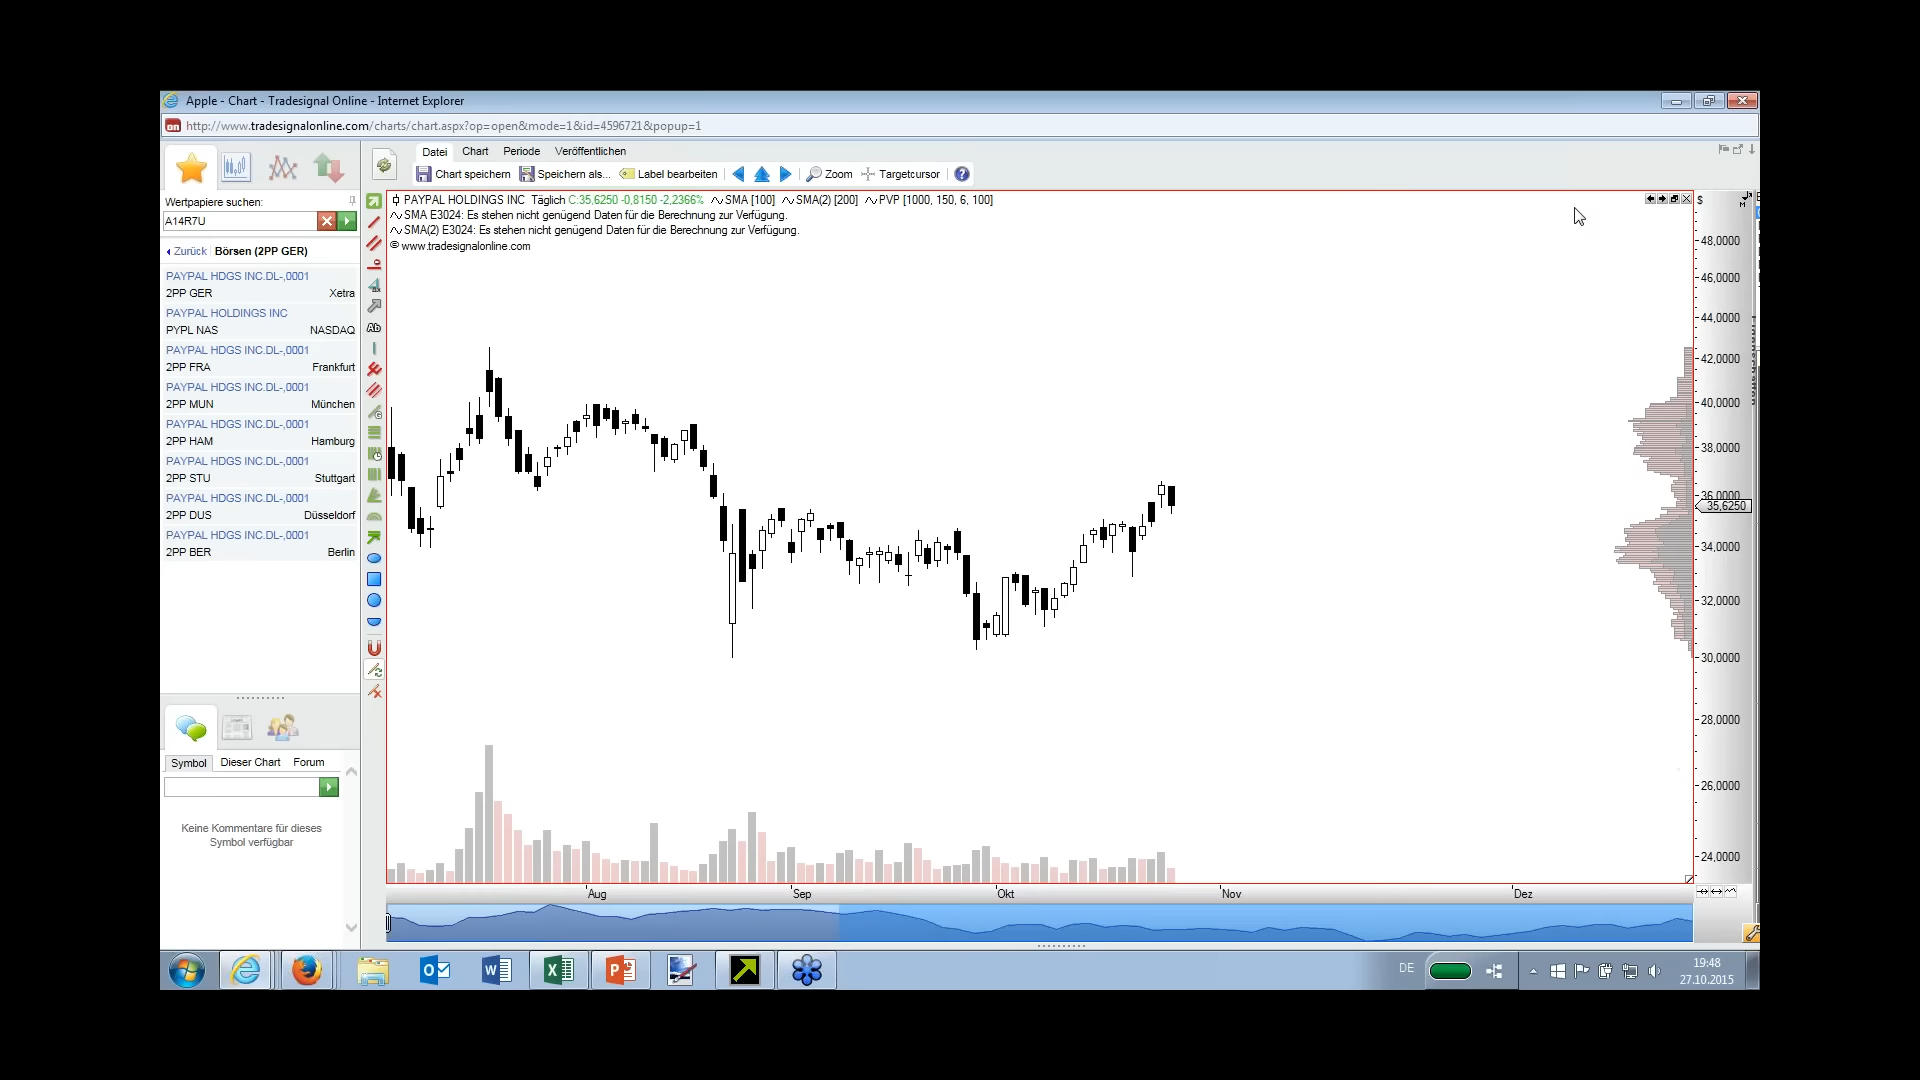 Apple - Chart - Tradesignal Online - Internet Explorer
http://www.tradesignalonline.com/charts/chart.aspx?op=open&mode=1&id=4596721&popup=1
Datei Chart Periode Veröffentlichen
Chart speichern Speichern als... Label bearbeiten Zoom Targetcursor
Wertpapiere suchen:
A14R7U
Zurück Börsen (2PP GER)
PAYPAL HDGS INC.DL-,0001
2PP GER Xetra
PAYPAL HOLDINGS INC
PYPL NAS NASDAQ
PAYPAL HDGS INC.DL-,0001
2PP FRA Frankfurt
PAYPAL HDGS INC.DL-,0001
2PP MUN München
PAYPAL HDGS INC.DL-,0001
2PP HAM Hamburg
PAYPAL HDGS INC.DL-,0001
2PP STU Stuttgart
PAYPAL HDGS INC.DL-,0001
2PP DUS Düsseldorf
PAYPAL HDGS INC.DL-,0001
2PP BER Berlin
Symbol Dieser Chart Forum
Keine Kommentare für dieses
Symbol verfügbar
PAYPAL HOLDINGS INC Täglich C:35,6250 -0,8150 -2,2366% SMA [100] SMA(2) [200] PVP [1000, 150, 6, 100]
SMA E3024: Es stehen nicht genügend Daten für die Berechnung zur Verfügung.
SMA(2) E3024: Es stehen nicht genügend Daten für die Berechnung zur Verfügung.
© www.tradesignalonline.com
$
48,0000
46,0000
44,0000
42,0000
40,0000
38,0000
36,0000
35,6250
34,0000
32,0000
30,0000
28,0000
26,0000
24,0000
Aug Sep Okt Nov Dez
DE
19:48
27.10.2015